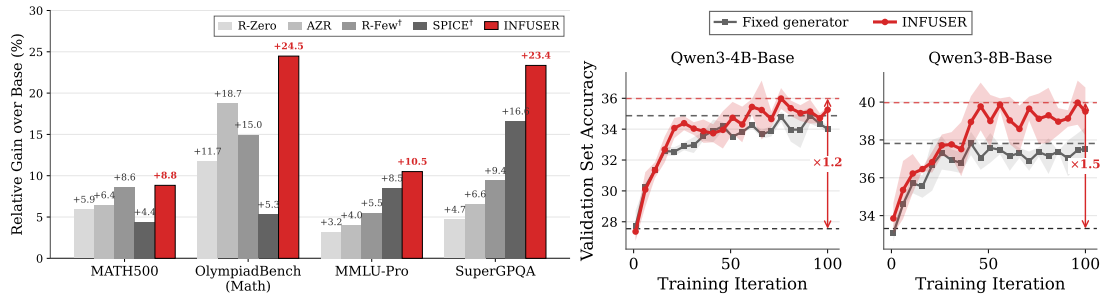 Relative Gain over Base (%)
30
25
20
15
10
5
0
R-Zero AZR R-Few† SPICE† INFUSER
+5.9 +6.4 +8.6 +4.4 +8.8
+11.7 +18.7 +15.0 +5.3 +24.5
+3.2 +4.0 +5.5 +8.5 +10.5
+4.7 +6.6 +9.4 +16.6 +23.4
MATH500 OlympiadBench (Math) MMLU-Pro SuperGPQA
Fixed generator INFUSER
Validation Set Accuracy
Qwen3-4B-Base
36
34
32
30
28
×1.2
0 50 100
Training Iteration
Qwen3-8B-Base
40
38
36
34
×1.5
0 50 100
Training Iteration